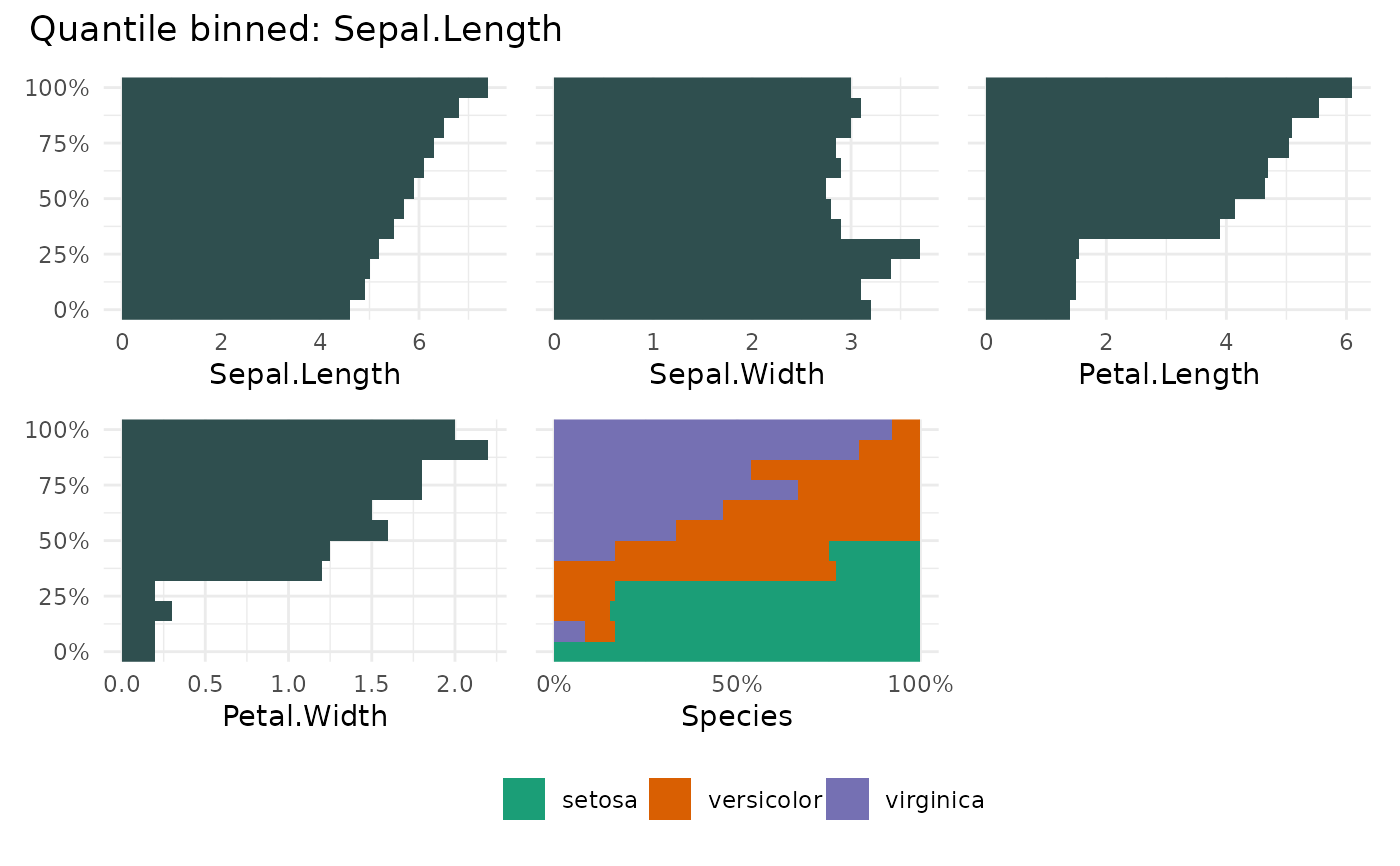 Quantile binned: Sepal.Length
100%
75%
50%
25%
0%
0 2 4 6
0 1 2 3
0 2 4 6
Sepal.Length
Sepal.Width
Petal.Length
100%
75%
50%
25%
0%
0.0 0.5 1.0 1.5 2.0
0% 50% 100%
Petal.Width
Species
setosa versicolor virginica